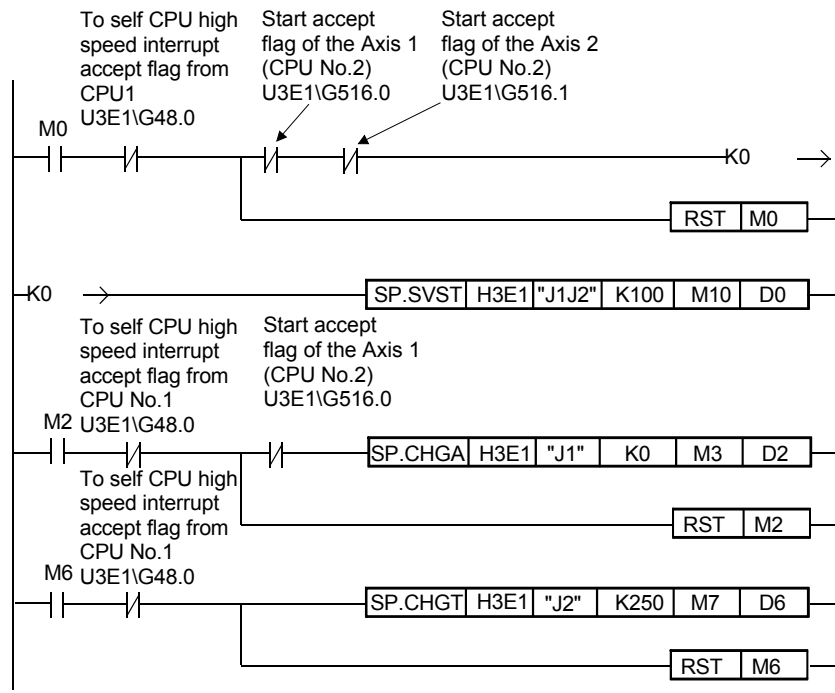 To self CPU high
speed interrupt
accept flag from
CPU1
U3E1\G48.0
Start accept
flag of the Axis 1
(CPU No.2)
U3E1\G516.0
Start accept
flag of the Axis 2
(CPU No.2)
U3E1\G516.1
M0
K0
RST M0
K0
SP.SVST H3E1 "J1J2" K100 M10 D0
To self CPU high
speed interrupt
accept flag from
CPU No.1
U3E1\G48.0
Start accept
flag of the Axis 1
(CPU No.2)
U3E1\G516.0
M2
SP.CHGA H3E1 "J1" K0 M3 D2
RST M2
To self CPU high
speed interrupt
accept flag from
CPU No.1
U3E1\G48.0
M6
SP.CHGT H3E1 "J2" K250 M7 D6
RST M6